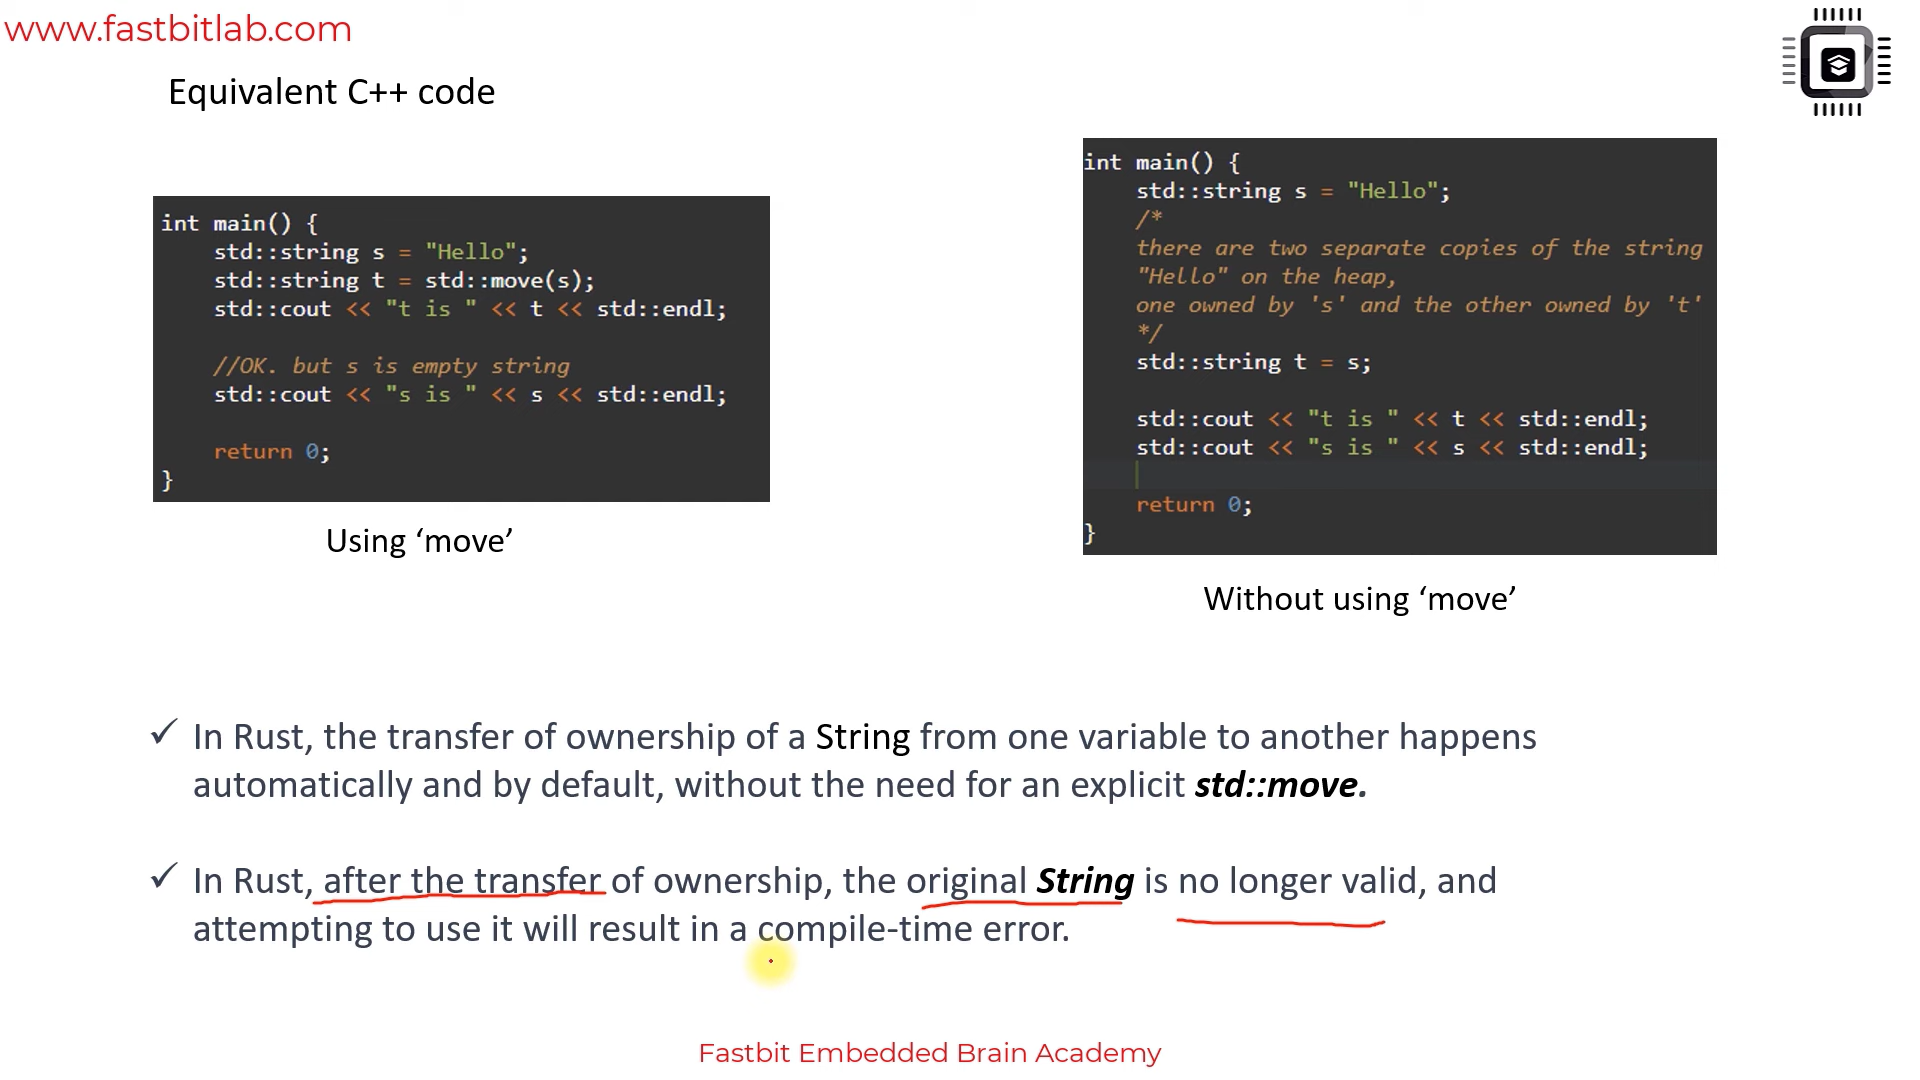 www.fastbitlab.com
Equivalent C++ code
int main() {
    std::string s = "Hello";
    std::string t = std::move(s);
    std::cout << "t is " << t << std::endl;
    //OK. but s is empty string
    std::cout << "s is " << s << std::endl;
    return 0;
}
Using ‘move’
int main() {
    std::string s = "Hello";
    /*
    there are two separate copies of the string
    "Hello" on the heap,
    one owned by 's' and the other owned by 't'
    */
    std::string t = s;
    std::cout << "t is " << t << std::endl;
    std::cout << "s is " << s << std::endl;
    return 0;
}
Without using ‘move’
✓ In Rust, the transfer of ownership of a String from one variable to another happens
automatically and by default, without the need for an explicit std::move.
✓ In Rust, after the transfer of ownership, the original String is no longer valid, and
attempting to use it will result in a compile-time error.
Fastbit Embedded Brain Academy